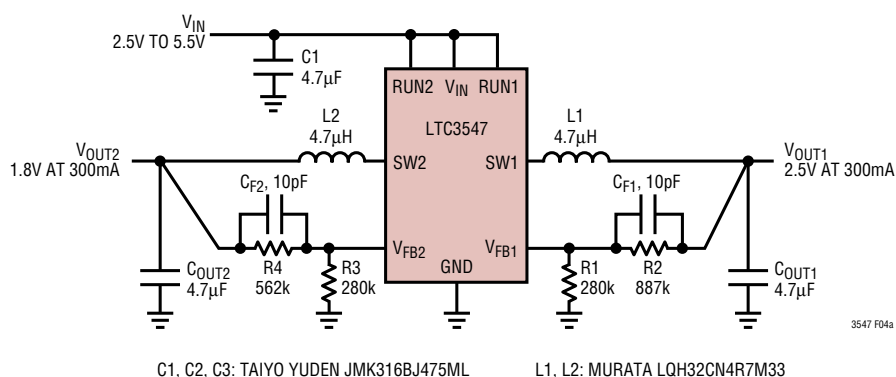 VIN
2.5V TO 5.5V
C1
4.7μF
RUN2 VIN RUN1
LTC3547
L2
4.7μH
L1
4.7μH
VOUT2
1.8V AT 300mA
SW2
SW1
VOUT1
2.5V AT 300mA
CF2, 10pF
CF1, 10pF
VFB2
VFB1
GND
COUT2
4.7μF
R4
562k
R3
280k
R1
280k
R2
887k
COUT1
4.7μF
3547 F04a
C1, C2, C3: TAIYO YUDEN JMK316BJ475ML
L1, L2: MURATA LQH32CN4R7M33